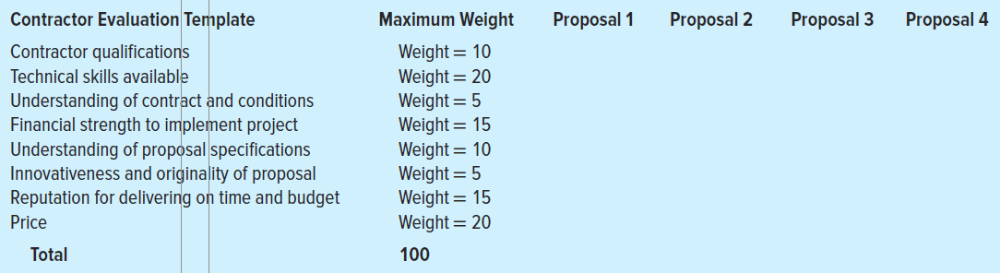 Contractor Evaluation Template Maximum Weight Proposal 1 Proposal 2 Proposal 3 Proposal 4
Contractor qualifications Weight = 10
Technical skills available Weight = 20
Understanding of contract and conditions Weight = 5
Financial strength to implement project Weight = 15
Understanding of proposal specifications Weight = 10
Innovativeness and originality of proposal Weight = 5
Reputation for delivering on time and budget Weight = 15
Price Weight = 20
Total 100